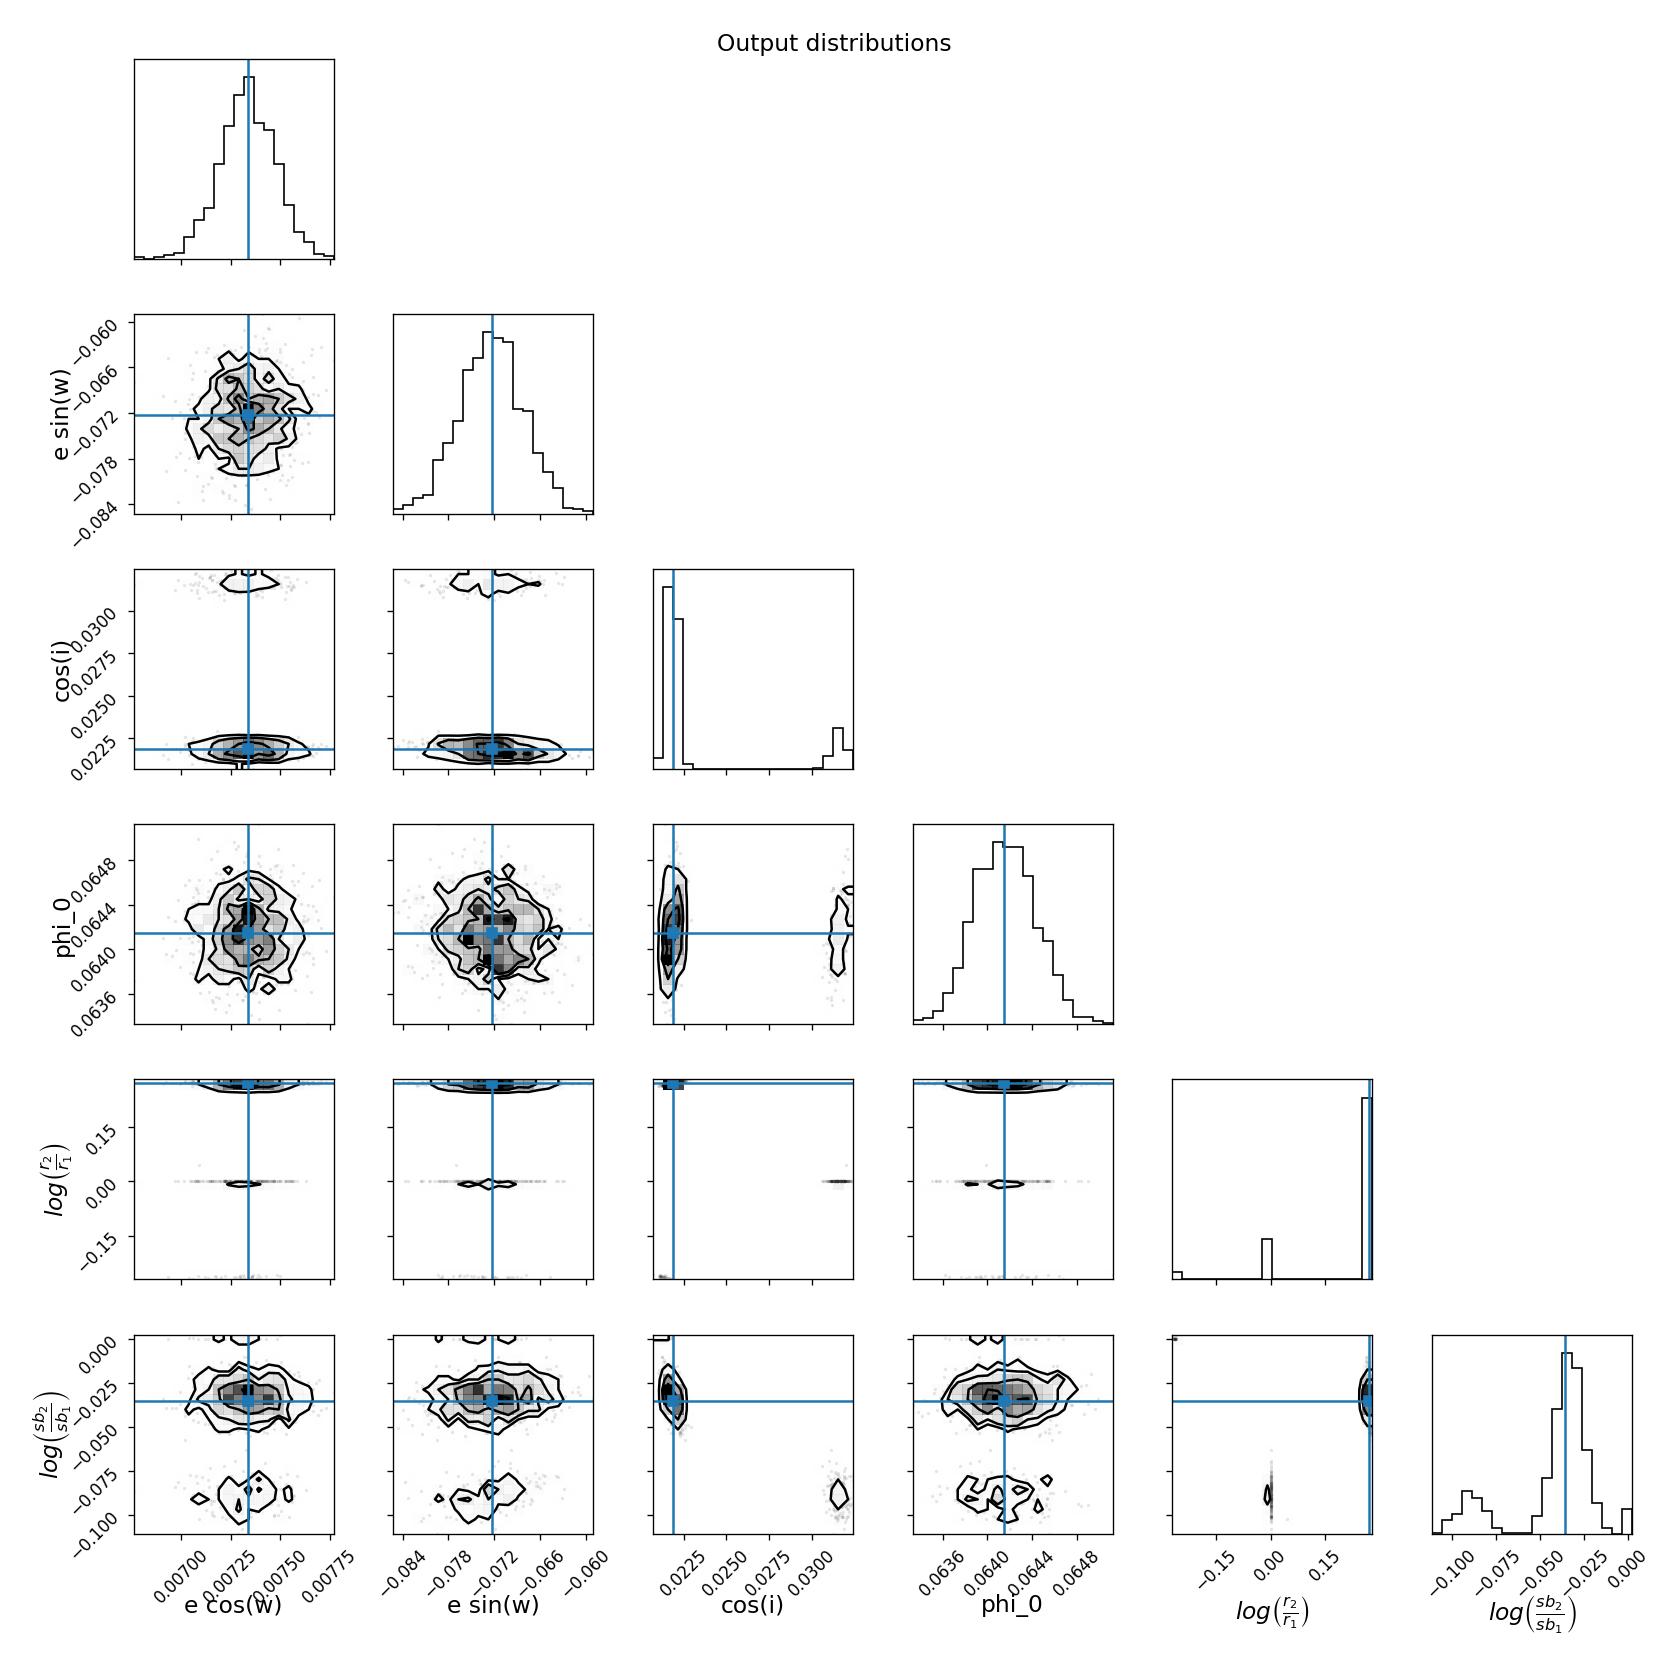 Output distributions
e sin(w)
−0.060
−0.066
−0.072
−0.078
−0.084
cos(i)
0.0300
0.0275
0.0250
0.0225
phi_0
0.0648
0.0644
0.0640
0.0636
log(r₂/r₁)
0.15
0.00
−0.15
log(sb₂/sb₁)
0.000
−0.025
−0.050
−0.075
−0.100
0.00700 0.00725 0.00750 0.00775
−0.084 −0.078 −0.072 −0.066 −0.060
0.0225 0.0250 0.0275 0.0300
0.0636 0.0640 0.0644 0.0648
−0.15 0.00 0.15
−0.100 −0.075 −0.050 −0.025 0.000
e cos(w)
e sin(w)
cos(i)
phi_0
log(r₂/r₁)
log(sb₂/sb₁)